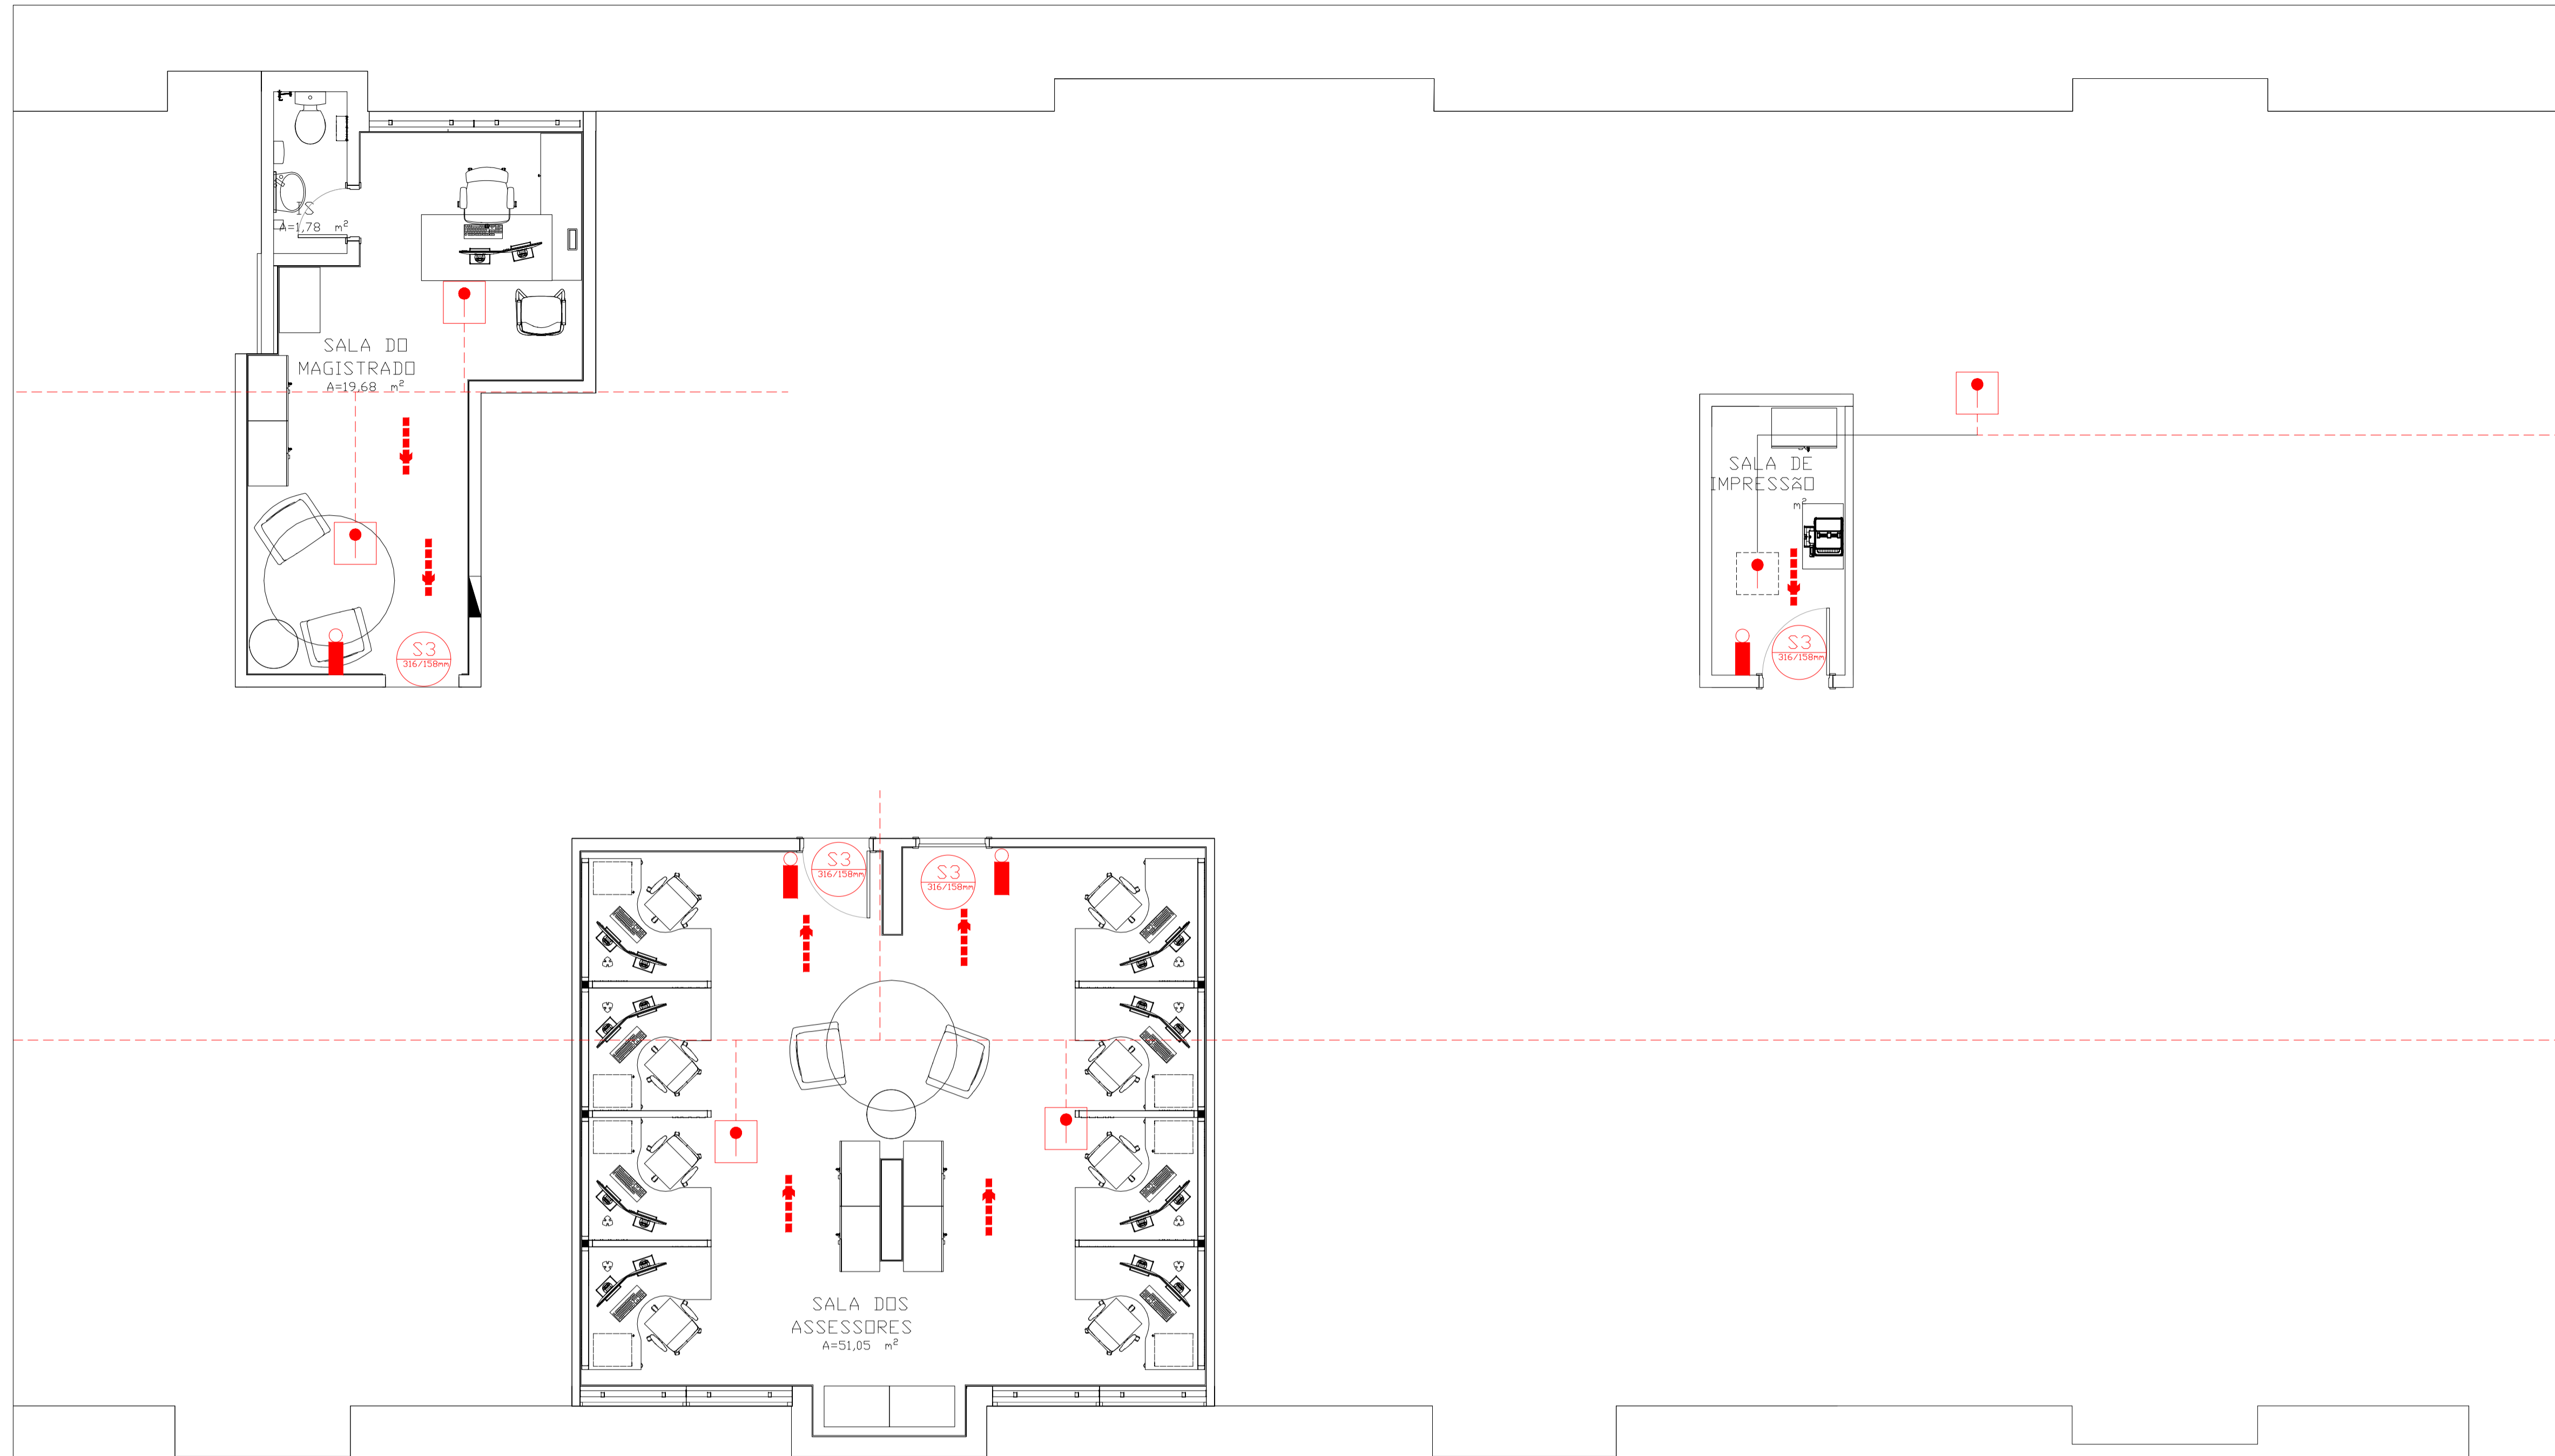 IS
A=1,78 m²
SALA DO
MAGISTRADO
A=19,68 m²
S3
316/158mm
SALA DE
IMPRESSÃO
m²
S3
316/158mm
S3
316/158mm
S3
316/158mm
SALA DOS
ASSESSORES
A=51,05 m²